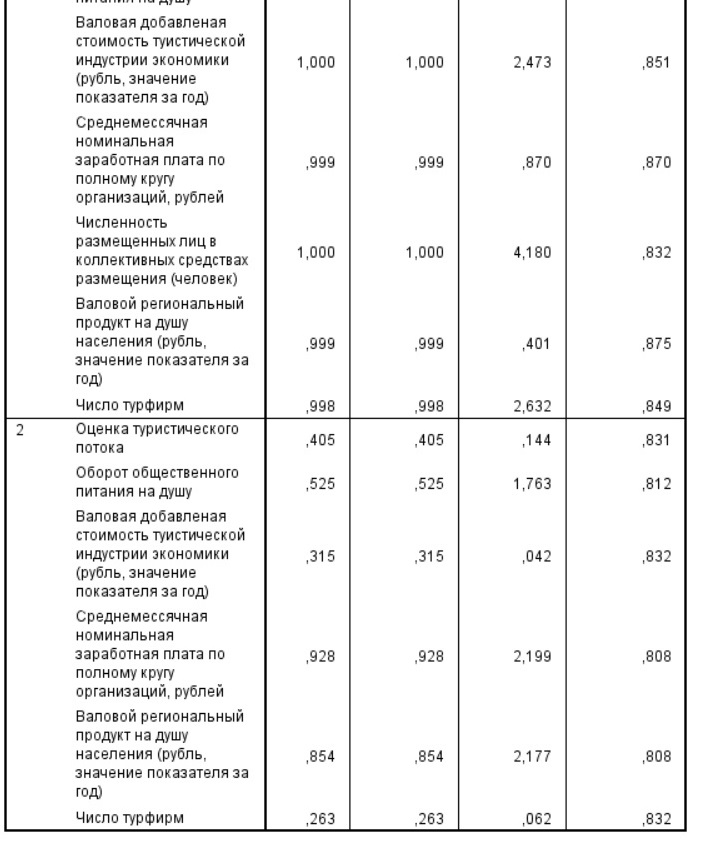 питания на душу
Валовая добавленая
стоимость туистической
индустрии экономики
(рубль, значение
показателя за год) 1,000 1,000 2,473 ,851
Среднемессячная
номинальная
заработная плата по
полному кругу
организаций, рублей ,999 ,999 ,870 ,870
Численность
размещенных лиц в
коллективных средствах
размещения (человек) 1,000 1,000 4,180 ,832
Валовой региональный
продукт на душу
населения (рубль,
значение показателя за
год) ,999 ,999 ,401 ,875
Число турфирм ,998 ,998 2,632 ,849
2 Оценка туристического
потока ,405 ,405 ,144 ,831
Оборот общественного
питания на душу ,525 ,525 1,763 ,812
Валовая добавленая
стоимость туистической
индустрии экономики
(рубль, значение
показателя за год) ,315 ,315 ,042 ,832
Среднемессячная
номинальная
заработная плата по
полному кругу
организаций, рублей ,928 ,928 2,199 ,808
Валовой региональный
продукт на душу
населения (рубль,
значение показателя за
год) ,854 ,854 2,177 ,808
Число турфирм ,263 ,263 ,062 ,832